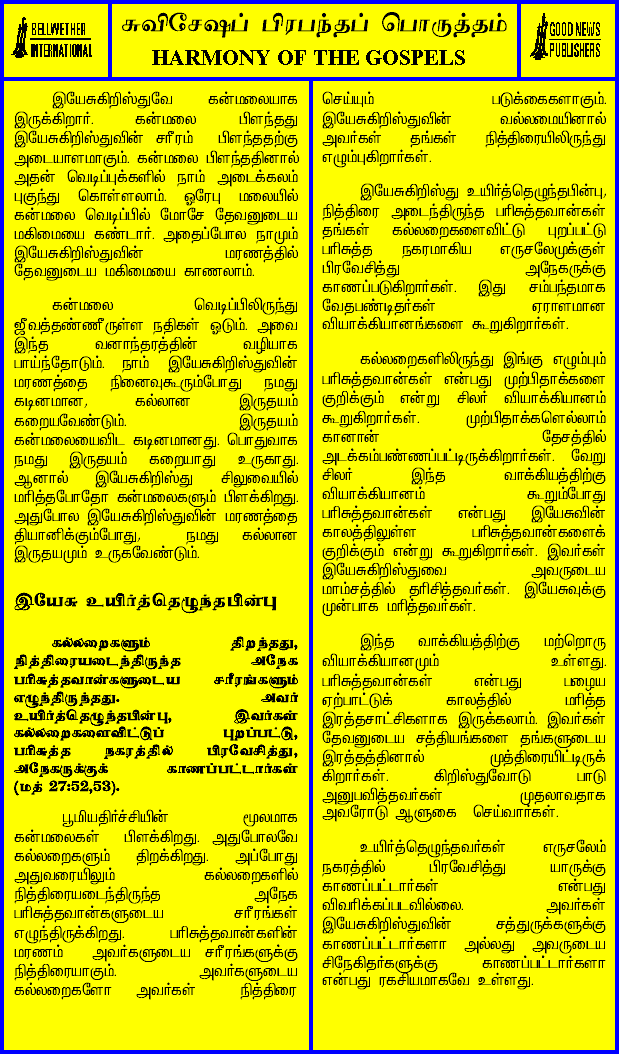 BELLWETHER
INTERNATIONAL
சுவிசேஷப் பிரபந்தப் பொருத்தம்
HARMONY OF THE GOSPELS
GOOD NEWS
PUBLISHERS
இயேசுகிறிஸ்துவே கன்மலையாக
இருக்கிறார். கன்மலை பிளந்தது
இயேசுகிறிஸ்துவின் சரீரம் பிளந்ததற்கு
அடையாளமாகும். கன்மலை பிளந்ததினால்
அதன் வெடிப்புக்களில் நாம் அடைக்கலம்
புகுந்து கொள்ளலாம். ஓரேபு மலையில்
கன்மலை வெடிப்பில் மோசே தேவனுடைய
மகிமையை கண்டார். அதைப்போல நாமும்
இயேசுகிறிஸ்துவின் மரணத்தில்
தேவனுடைய மகிமையை காணலாம்.
கன்மலை வெடிப்பிலிருந்து
ஜீவத்தண்ணீருள்ள நதிகள் ஓடும். அவை
இந்த வனாந்தரத்தின் வழியாக
பாய்ந்தோடும். நாம் இயேசுகிறிஸ்துவின்
மரணத்தை நினைவுகூரும்போது நமது
கடினமான, கல்லான இருதயம்
கறையவேண்டும். இருதயம்
கன்மலையைவிட கடினமானது. பொதுவாக
நமது இருதயம் கறையாது உருகாது.
ஆனால் இயேசுகிறிஸ்து சிலுவையில்
மரித்தபோதோ கன்மலைகளும் பிளக்கிறது.
அதுபோல இயேசுகிறிஸ்துவின் மரணத்தை
தியானிக்கும்போது, நமது கல்லான
இருதயமும் உருகவேண்டும்.
இயேசு உயிர்த்தெழுந்தபின்பு
கல்லறைகளும் திறந்தது,
நித்திரையடைந்திருந்த அநேக
பரிசுத்தவான்களுடைய சரீரங்களும்
எழுந்திருந்தது. அவர்
உயிர்த்தெழுந்தபின்பு, இவர்கள்
கல்லறைகளைவிட்டுப் புறப்பட்டு,
பரிசுத்த நகரத்தில் பிரவேசித்து,
அநேகருக்குக் காணப்பட்டார்கள்
(மத் 27:52,53).
பூமியதிர்ச்சியின் மூலமாக
கன்மலைகள் பிளக்கிறது. அதுபோலவே
கல்லறைகளும் திறக்கிறது. அப்போது
அதுவரையிலும் கல்லறைகளில்
நித்திரையடைந்திருந்த அநேக
பரிசுத்தவான்களுடைய சரீரங்கள்
எழுந்திருக்கிறது. பரிசுத்தவான்களின்
மரணம் அவர்களுடைய சரீரங்களுக்கு
நித்திரையாகும். அவர்களுடைய
கல்லறைகளோ அவர்கள் நித்திரை
செய்யும் படுக்கைகளாகும்.
இயேசுகிறிஸ்துவின் வல்லமையினால்
அவர்கள் தங்கள் நித்திரையிலிருந்து
எழும்புகிறார்கள்.
இயேசுகிறிஸ்து உயிர்த்தெழுந்தபின்பு,
நித்திரை அடைந்திருந்த பரிசுத்தவான்கள்
தங்கள் கல்லறைகளைவிட்டு புறப்பட்டு
பரிசுத்த நகரமாகிய எருசலேமுக்குள்
பிரவேசித்து அநேகருக்கு
காணப்படுகிறார்கள். இது சம்பந்தமாக
வேதபண்டிதர்கள் ஏராளமான
வியாக்கியானங்களை கூறுகிறார்கள்.
கல்லறைகளிலிருந்து இங்கு எழும்பும்
பரிசுத்தவான்கள் என்பது முற்பிதாக்களை
குறிக்கும் என்று சிலர் வியாக்கியானம்
கூறுகிறார்கள். முற்பிதாக்களெல்லாம்
கானான் தேசத்தில்
அடக்கம்பண்ணப்பட்டிருக்கிறார்கள். வேறு
சிலர் இந்த வாக்கியத்திற்கு
வியாக்கியானம் கூறும்போது
பரிசுத்தவான்கள் என்பது இயேசுவின்
காலத்திலுள்ள பரிசுத்தவான்களைக்
குறிக்கும் என்று கூறுகிறார்கள். இவர்கள்
இயேசுகிறிஸ்துவை அவருடைய
மாம்சத்தில் தரிசித்தவர்கள். இயேசுவுக்கு
முன்பாக மரித்தவர்கள்.
இந்த வாக்கியத்திற்கு மற்றொரு
வியாக்கியானமும் உள்ளது.
பரிசுத்தவான்கள் என்பது பழைய
ஏற்பாட்டுக் காலத்தில் மரித்த
இரத்தசாட்சிகளாக இருக்கலாம். இவர்கள்
தேவனுடைய சத்தியங்களை தங்களுடைய
இரத்தத்தினால் முத்திரையிட்டிருக்
கிறார்கள். கிறிஸ்துவோடு பாடு
அனுபவித்தவர்கள் முதலாவதாக
அவரோடு ஆளுகை செய்வார்கள்.
உயிர்த்தெழுந்தவர்கள் எருசலேம்
நகரத்தில் பிரவேசித்து யாருக்கு
காணப்பட்டார்கள் என்பது
விவரிக்கப்படவில்லை. அவர்கள்
இயேசுகிறிஸ்துவின் சத்துருக்களுக்கு
காணப்பட்டார்களா அல்லது அவருடைய
சிநேகிதர்களுக்கு காணப்பட்டார்களா
என்பது ரகசியமாகவே உள்ளது.